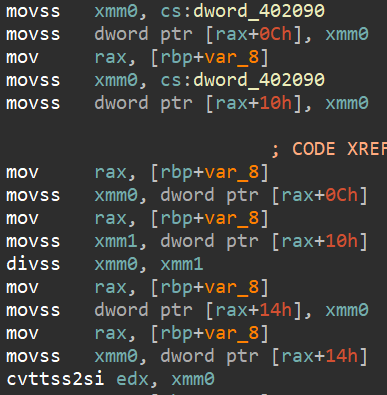 movss xmm0, cs:dword_402090
movss dword ptr [rax+0Ch], xmm0
mov rax, [rbp+var_8]
movss xmm0, cs:dword_402090
movss dword ptr [rax+10h], xmm0
; CODE XREF
mov rax, [rbp+var_8]
movss xmm0, dword ptr [rax+0Ch]
mov rax, [rbp+var_8]
movss xmm1, dword ptr [rax+10h]
divss xmm0, xmm1
mov rax, [rbp+var_8]
movss dword ptr [rax+14h], xmm0
mov rax, [rbp+var_8]
movss xmm0, dword ptr [rax+14h]
cvttss2si edx, xmm0